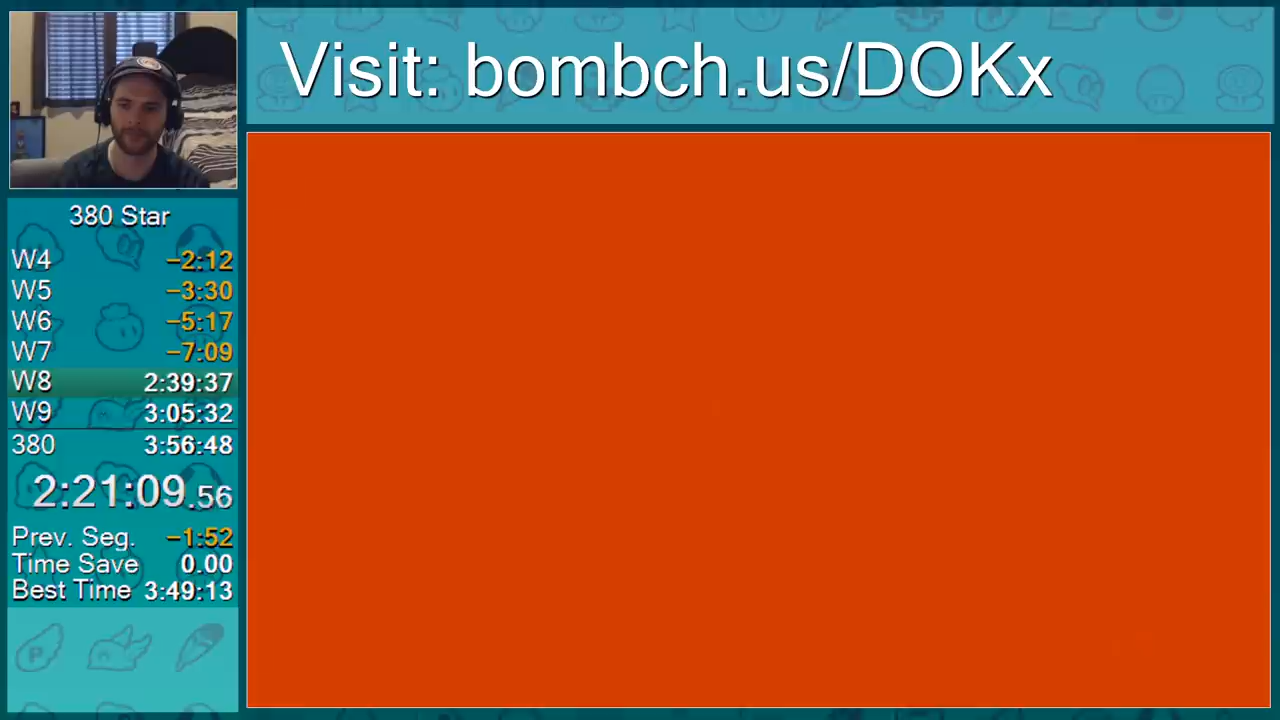 Visit: bombch.us/DOKx
380 Star
W4 -2:12
W5 -3:30
W6 -5:17
W7 -7:09
W8 2:39:37
W9 3:05:32
380 3:56:48
2:21:09.56
Prev. Seg. -1:52
Time Save 0.00
Best Time 3:49:13